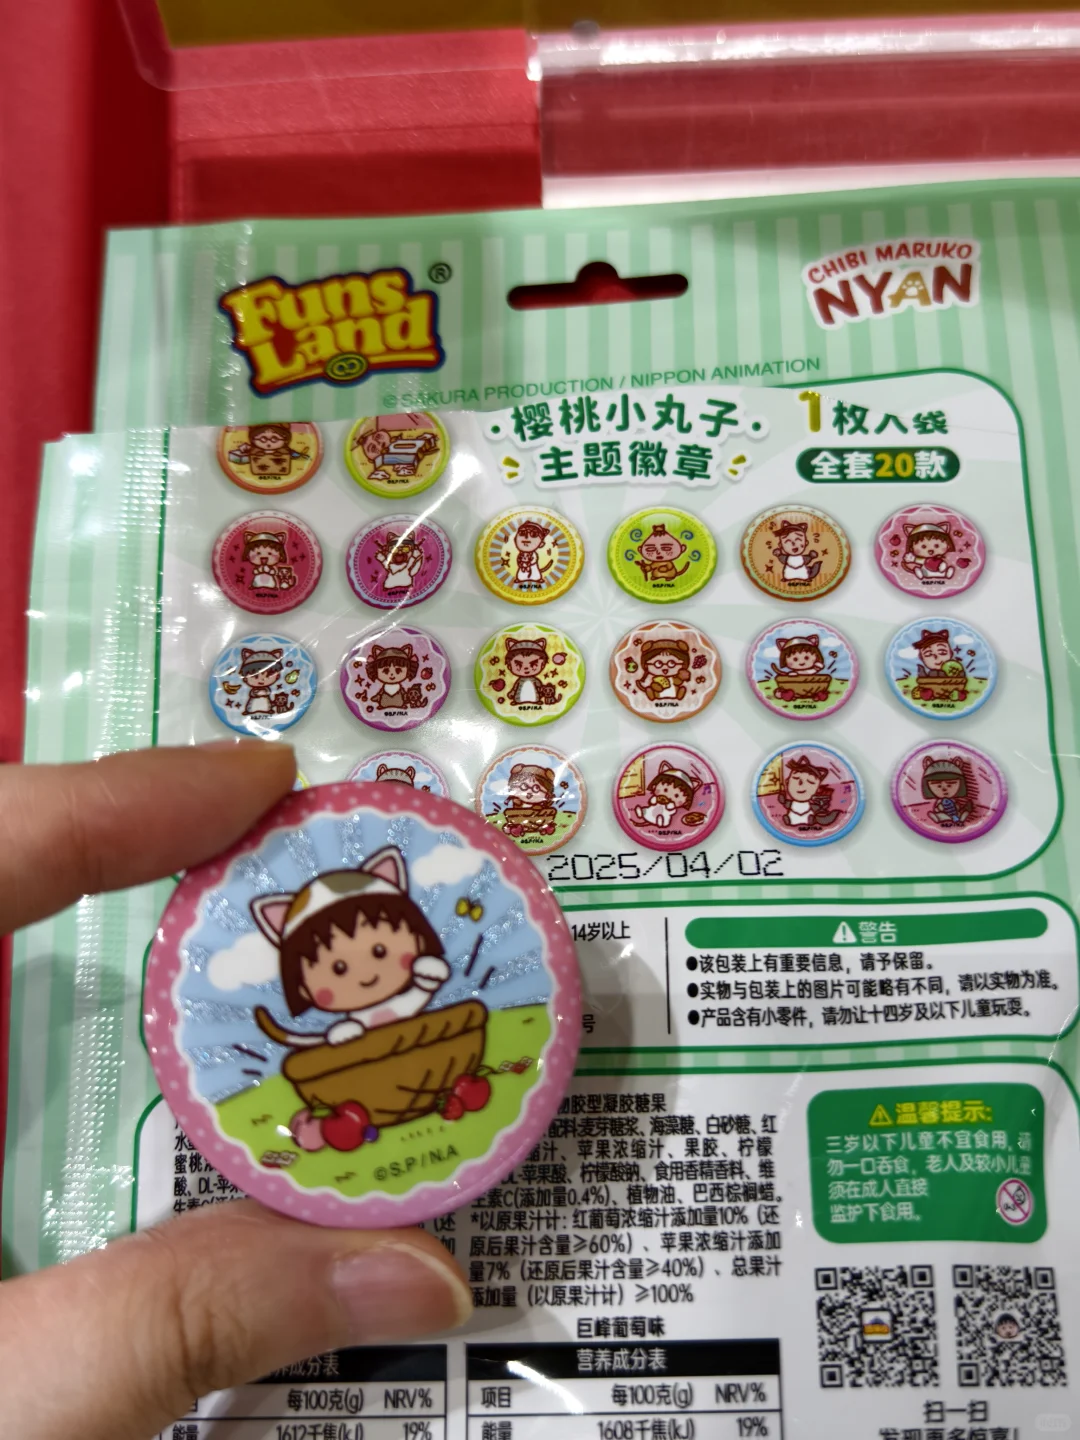 Funs
Land
®
CHIBI MARUKO
NYAN
©SAKURA PRODUCTION / NIPPON ANIMATION
·樱桃小丸子·
主题徽章
1枚入袋
全套20款
2025/04/02
14岁以上
号
警告
●该包装上有重要信息，请予保留。
●实物与包装上的图片可能略有不同，请以实物为准。
●产品含有小零件，请勿让十四岁及以下儿童玩耍。
胶型凝胶糖果
配料:麦芽糖浆、海藻糖、白砂糖、红
缩汁、苹果浓缩汁、果胶、柠檬
DL-苹果酸、柠檬酸钠、食用香精香料、维
生素C(添加量0.4%)、植物油、巴西棕榈蜡。
*以原果汁计: 红葡萄浓缩汁添加量10% (还
原后果汁含量≥60%) 、苹果浓缩汁添加
量7% (还原后果汁含量≥40%) 、总果汁
添加量 (以原果汁计) ≥100%
巨峰葡萄味
营养成分表
项目 每100克(g) NRV%
能量 1608千焦(kJ) 19%
成分表
每100克(g) NRV%
1612千焦(kJ) 19%
温馨提示:
三岁以下儿童不宜食用, 请
勿一口吞食, 老人及较小儿童
须在成人直接
监护下食用。
扫一扫
发现更多惊喜!
©S.P/N.A